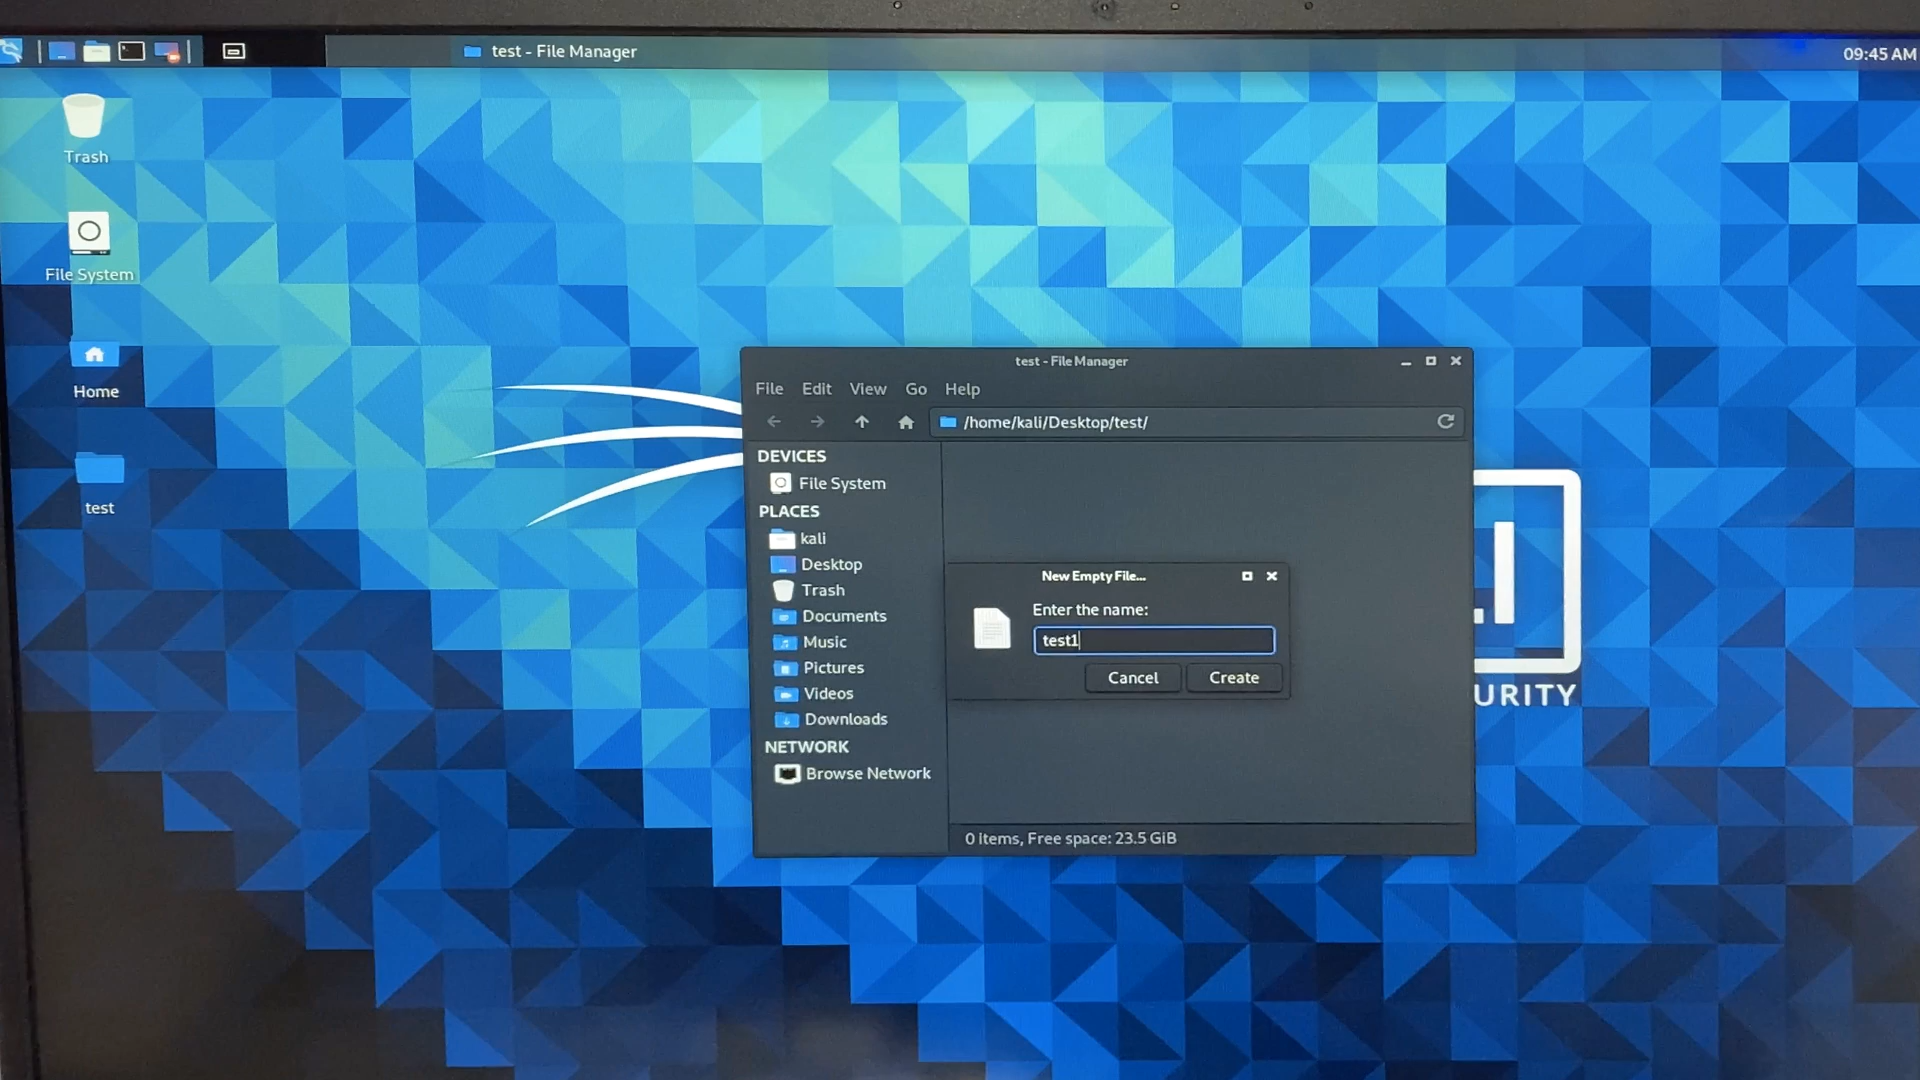 test - File Manager
09:45 AM
Trash
File System
Home
test
test - File Manager
File Edit View Go Help
/home/kali/Desktop/test/
DEVICES
File System
PLACES
kali
Desktop
Trash
Documents
Music
Pictures
Videos
Downloads
NETWORK
Browse Network
New Empty File...
Enter the name:
test1
Cancel Create
0 items, Free space: 23.5 GiB
LI
URITY